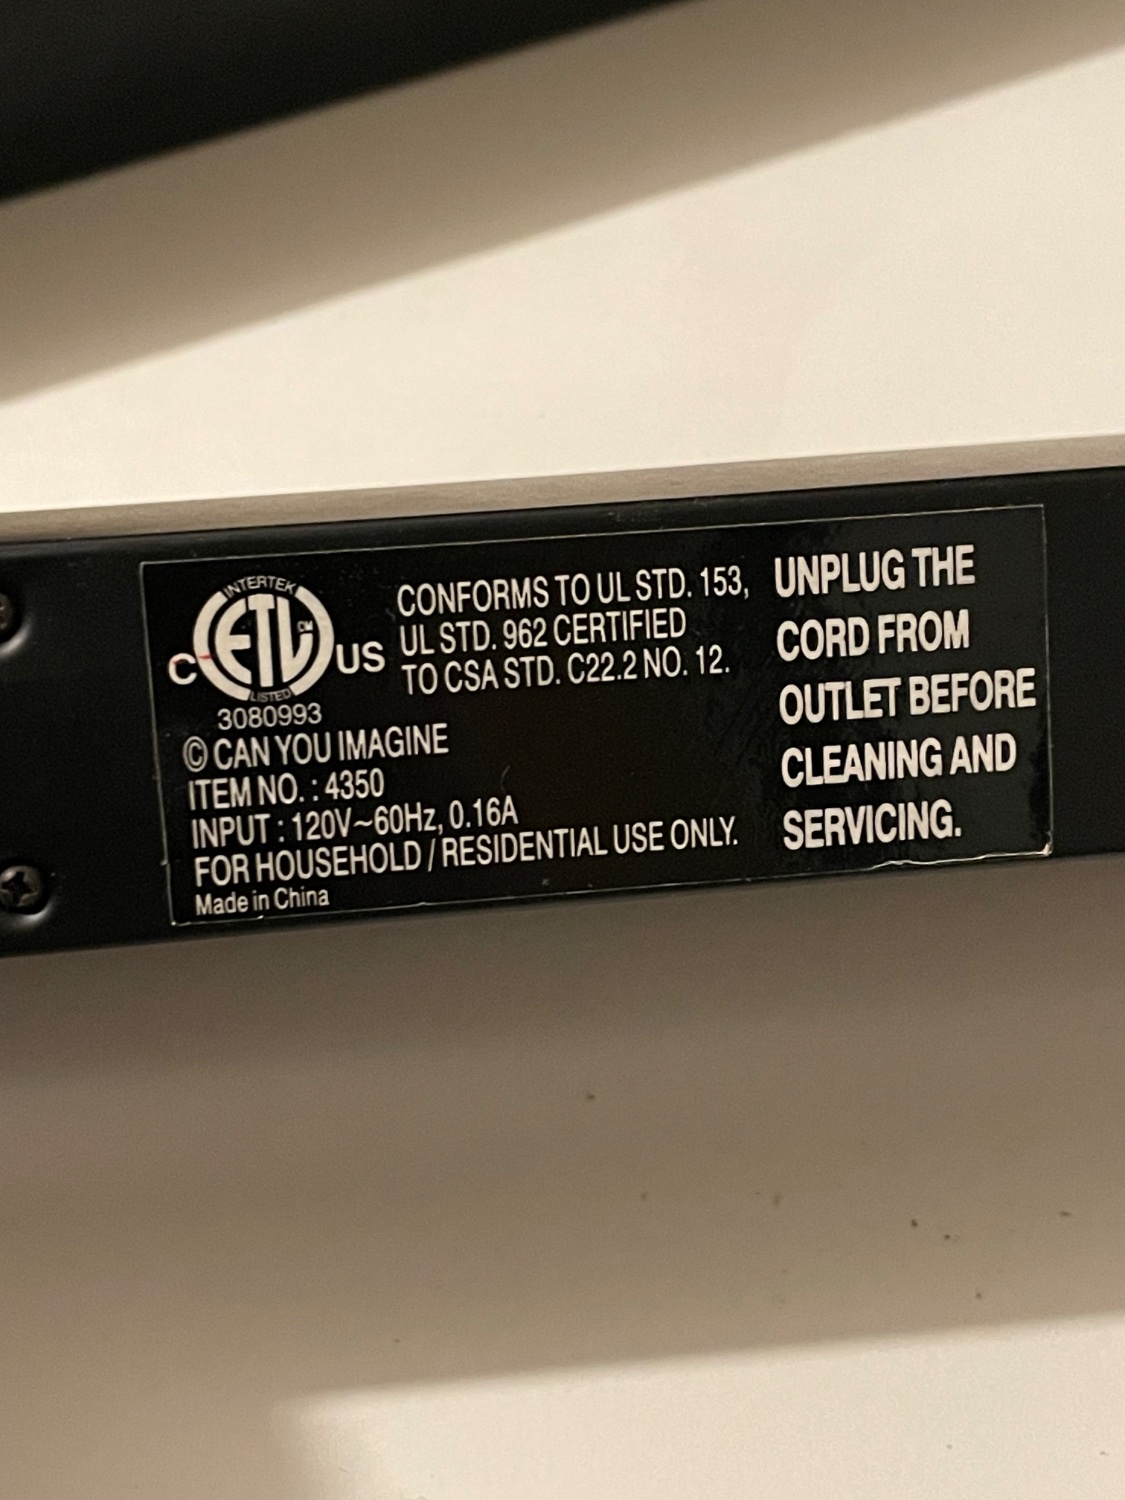 INTERTEK
C ETL CM US
LISTED
3080993
CONFORMS TO UL STD. 153,
UL STD. 962 CERTIFIED
TO CSA STD. C22.2 NO. 12.
© CAN YOU IMAGINE
ITEM NO. : 4350
INPUT : 120V~60Hz, 0.16A
FOR HOUSEHOLD / RESIDENTIAL USE ONLY.
Made in China
UNPLUG THE
CORD FROM
OUTLET BEFORE
CLEANING AND
SERVICING.